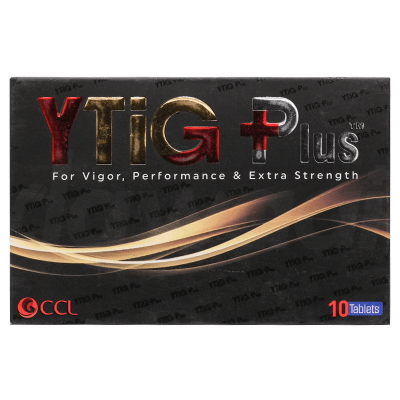 YTiG Plus™
For Vigor, Performance & Extra Strength
CCL
10 Tablets